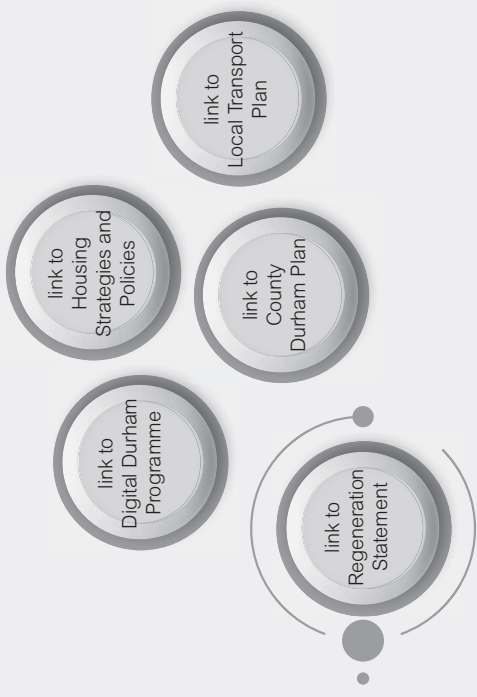 link to
Regeneration
Statement
link to
Digital Durham
Programme
link to
County
Durham Plan
link to
Housing
Strategies and
Policies
link to
Local Transport
Plan